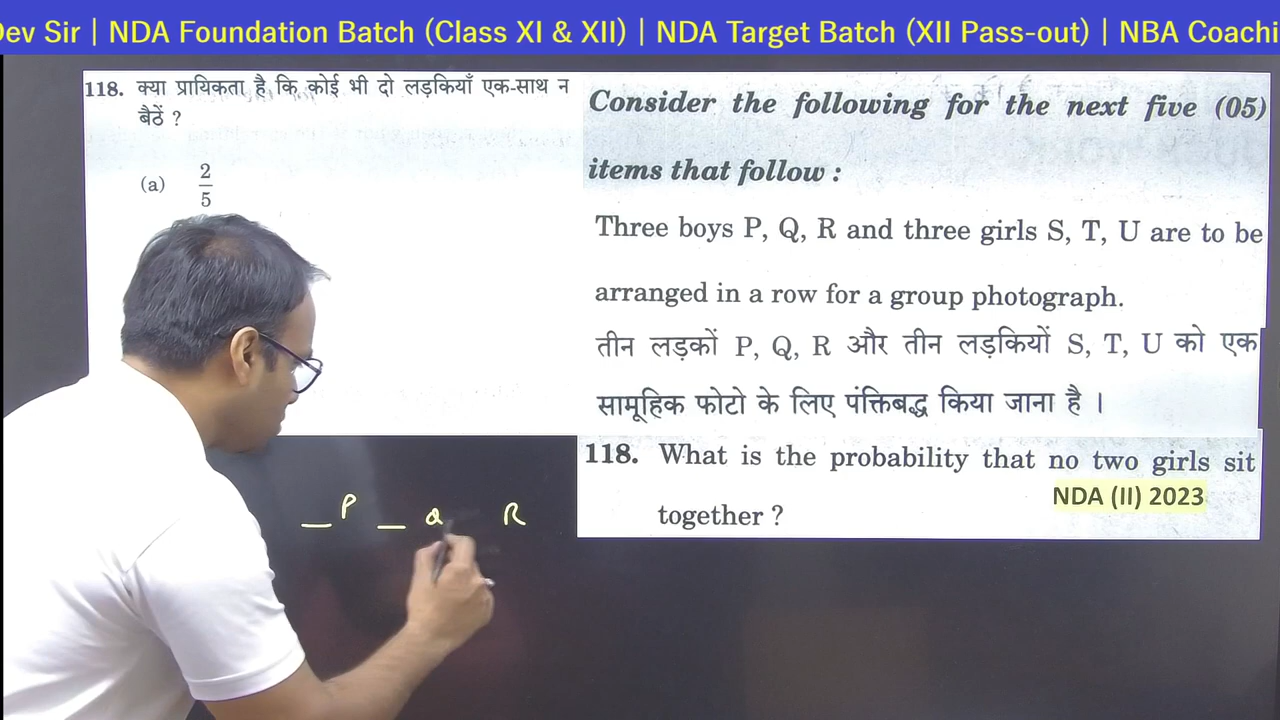 Dev Sir | NDA Foundation Batch (Class XI & XII) | NDA Target Batch (XII Pass-out) | NBA Coachi
118. क्या प्रायिकता है कि कोई भी दो लड़कियाँ एक-साथ न
बैठें ?
(a) 2/5
Consider the following for the next five (05)
items that follow :
Three boys P, Q, R and three girls S, T, U are to be
arranged in a row for a group photograph.
तीन लड़कों P, Q, R और तीन लड़कियों S, T, U को एक
सामूहिक फोटो के लिए पंक्तिबद्ध किया जाना है ।
118. What is the probability that no two girls sit
NDA (II) 2023
together ?
_ P _ Q R